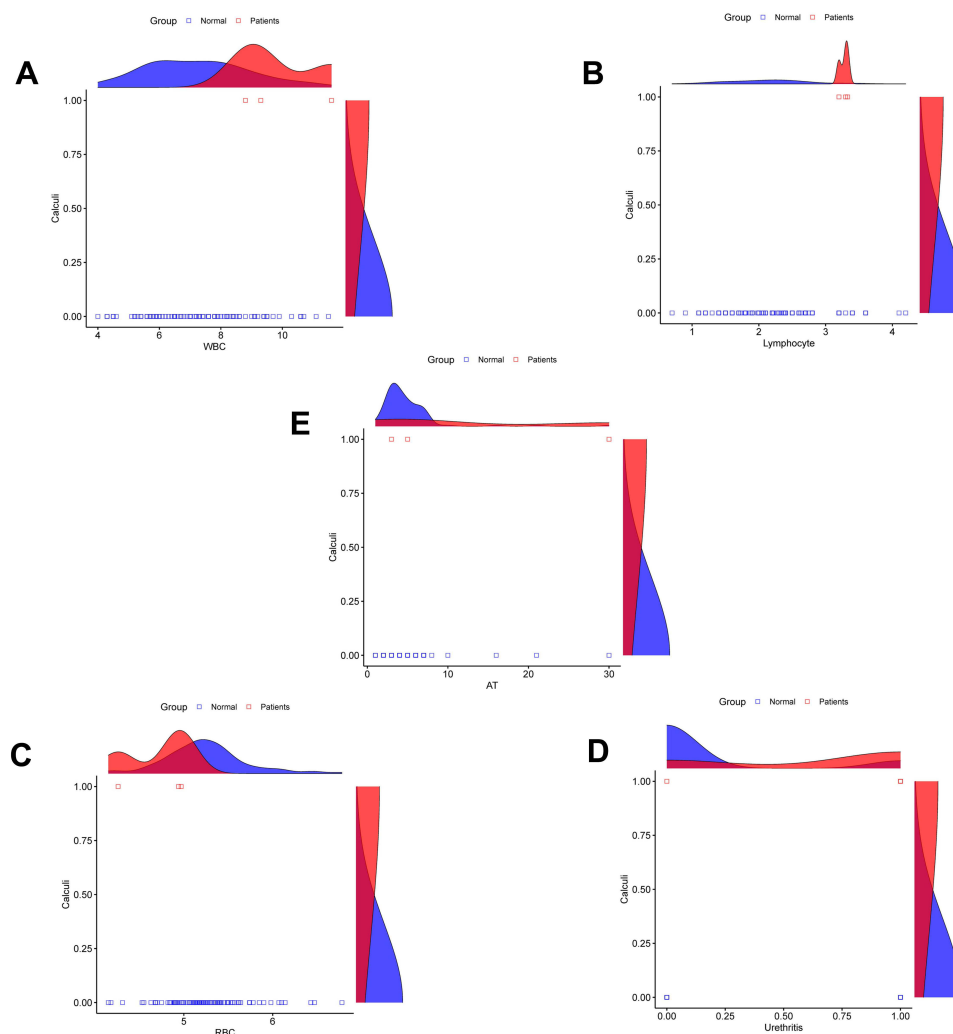 Group Normal Patients
A
1.00
0.75
0.50
0.25
0.00
Calculi
4 6 8 10
WBC
Group Normal Patients
B
1.00
0.75
0.50
0.25
0.00
Calculi
1 2 3 4
Lymphocyte
Group Normal Patients
E
1.00
0.75
0.50
0.25
0.00
Calculi
0 10 20 30
AT
Group Normal Patients
C
1.00
0.75
0.50
0.25
0.00
Calculi
5 6
RBC
Group Normal Patients
D
1.00
0.75
0.50
0.25
0.00
Calculi
0.00 0.25 0.50 0.75 1.00
Urethritis